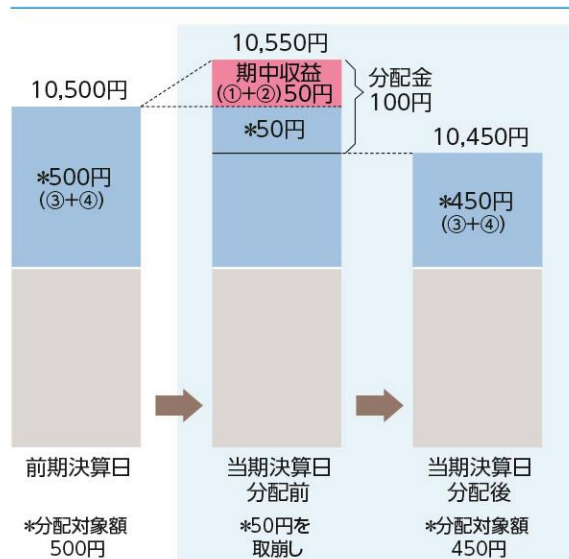 10,500円
*500円
(③+④)
前期決算日
*分配対象額
500円
10,550円
期中収益
(①+②)50円
*50円
分配金
100円
当期決算日
分配前
*50円を
取崩し
10,450円
*450円
(③+④)
当期決算日
分配後
*分配対象額
450円